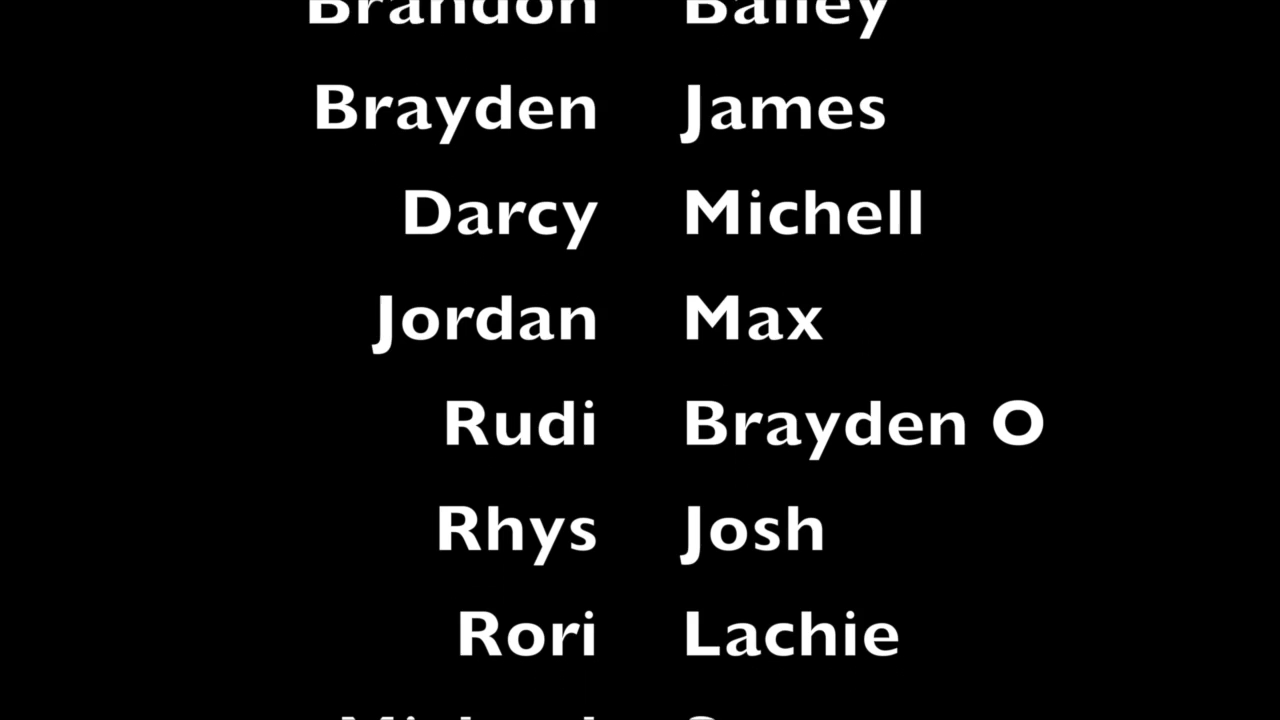 Brandon Bailey
Brayden James
Darcy Michell
Jordan Max
Rudi Brayden O
Rhys Josh
Rori Lachie